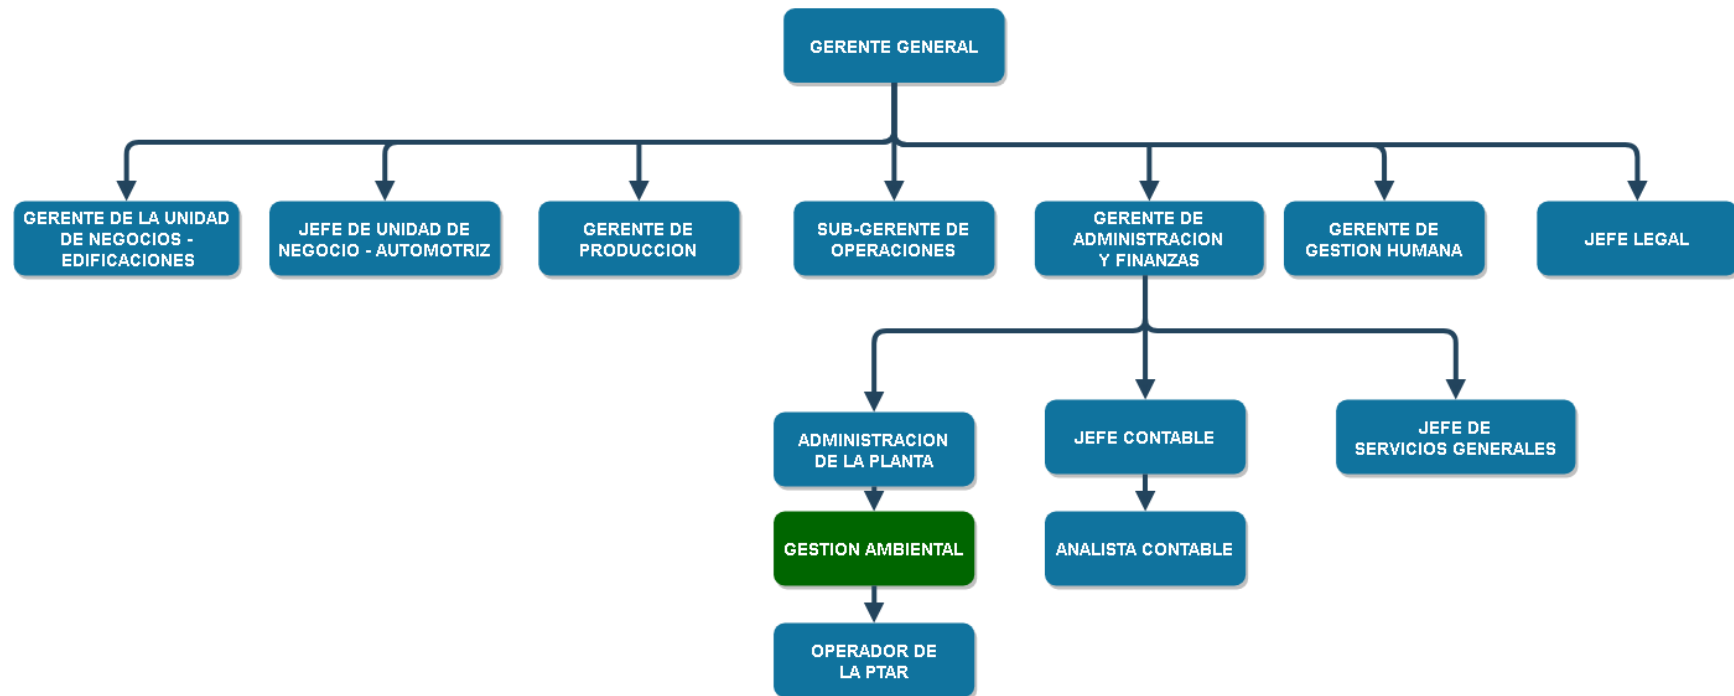 GERENTE GENERAL
GERENTE DE LA UNIDAD
DE NEGOCIOS -
EDIFICACIONES
JEFE DE UNIDAD DE
NEGOCIO - AUTOMOTRIZ
GERENTE DE
PRODUCCION
SUB-GERENTE DE
OPERACIONES
GERENTE DE
ADMINISTRACION
Y FINANZAS
GERENTE DE
GESTION HUMANA
JEFE LEGAL
ADMINISTRACION
DE LA PLANTA
JEFE CONTABLE
JEFE DE
SERVICIOS GENERALES
GESTION AMBIENTAL
ANALISTA CONTABLE
OPERADOR DE
LA PTAR